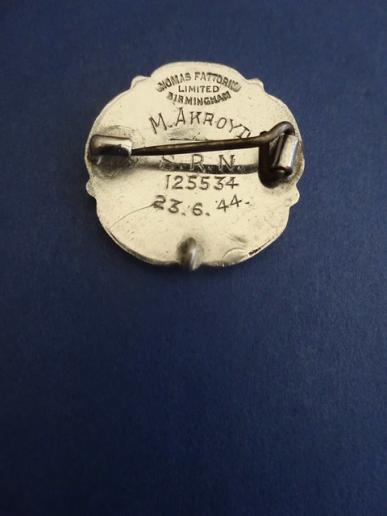 THOMAS FATTORINI
LIMITED
BIRMINGHAM
M. AKROYD
S.R.N.
125534
23.6.44.